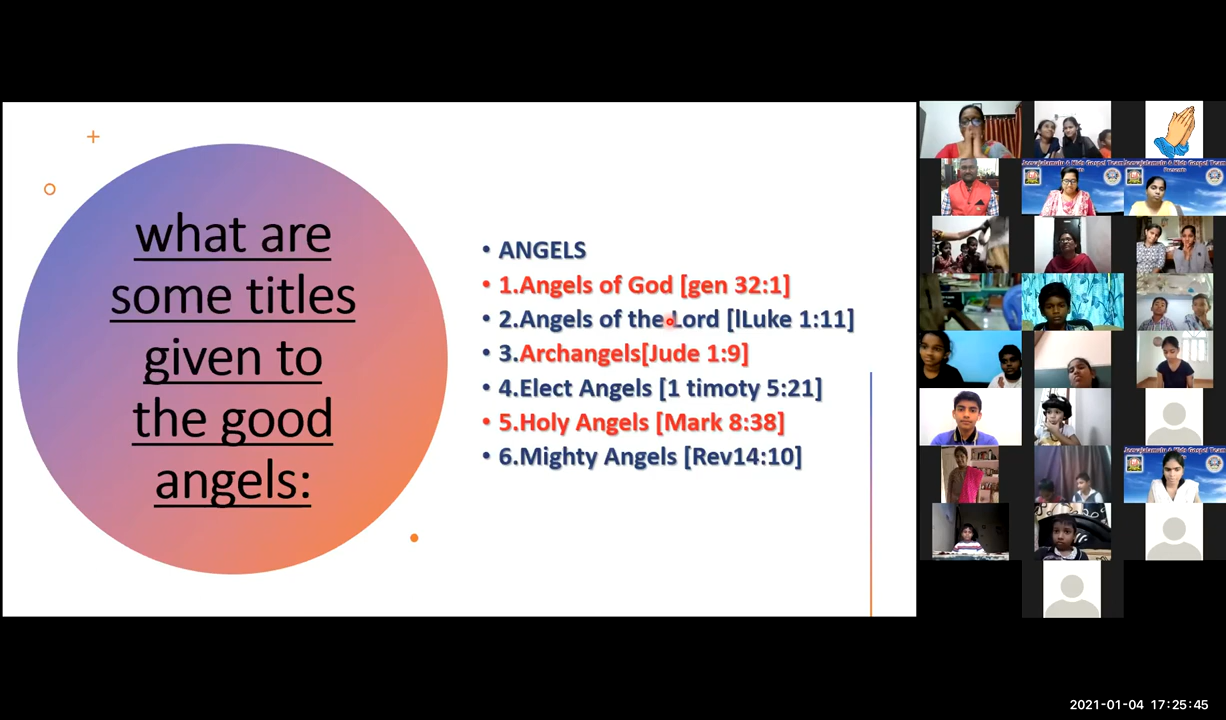 what are
some titles
given to
the good
angels:
• ANGELS
• 1.Angels of God [gen 32:1]
• 2.Angels of the Lord [lLuke 1:11]
• 3.Archangels[Jude 1:9]
• 4.Elect Angels [1 timoty 5:21]
• 5.Holy Angels [Mark 8:38]
• 6.Mighty Angels [Rev14:10]
2021-01-04 17:25:45